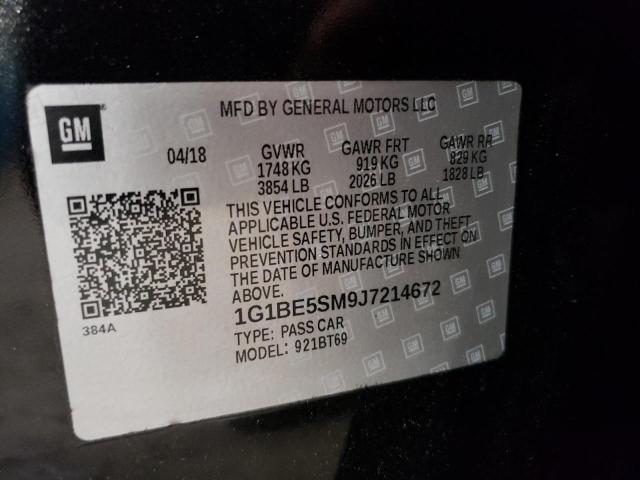 GM
MFD BY GENERAL MOTORS LLC
04/18 GVWR GAWR FRT GAWR RR
1748 KG 919 KG 829 KG
3854 LB 2026 LB 1828 LB
THIS VEHICLE CONFORMS TO ALL
APPLICABLE U.S. FEDERAL MOTOR
VEHICLE SAFETY, BUMPER, AND THEFT
PREVENTION STANDARDS IN EFFECT ON
THE DATE OF MANUFACTURE SHOWN
ABOVE.
384A
1G1BE5SM9J7214672
TYPE: PASS CAR
MODEL: 921BT69